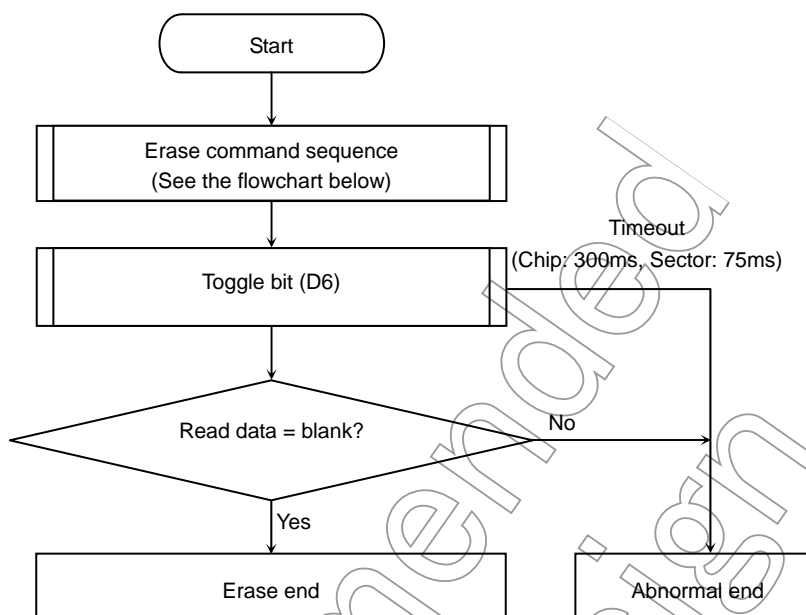 Start
Erase command sequence
(See the flowchart below)
Timeout
(Chip: 300ms, Sector: 75ms)
Toggle bit (D6)
Read data = blank?
No
Yes
Erase end
Abnormal end